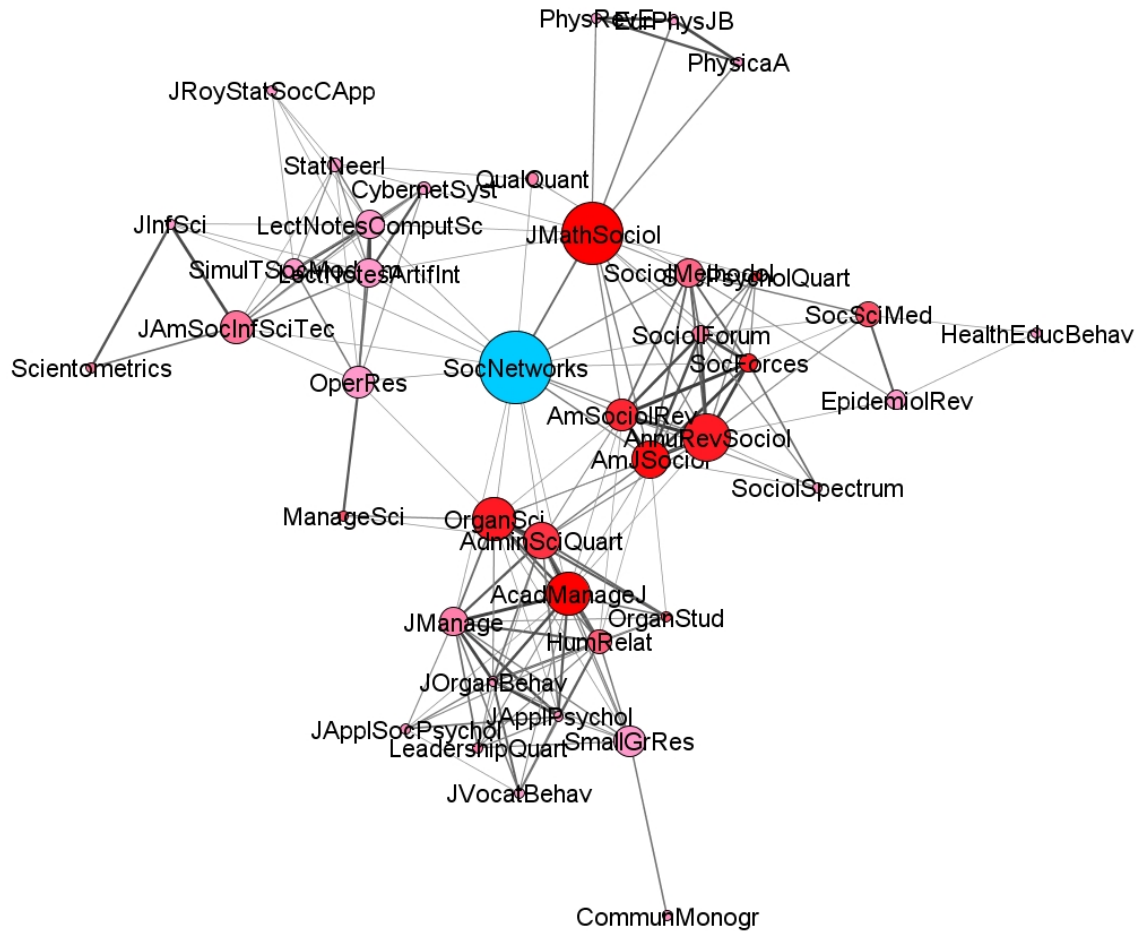 PhysRevE
EurPhysJB
PhysicaA
JRoyStatSocCApp
StatNeerl
QualQuant
CybernetSyst
JInfSci
LectNotesComputSc
JMathSociol
SimulTSocMod
LectNotesArtifInt
SociolMethodol
SocPsycholQuart
SocSciMed
JAmSocInfSciTec
SociolForum
HealthEducBehav
Scientometrics
SocNetworks
SocForces
OperRes
EpidemiolRev
AmSociolRev
AnnuRevSociol
AmJSociol
SociolSpectrum
ManageSci
OrganSci
AdminSciQuart
AcadManageJ
OrganStud
JManage
HumRelat
JOrganBehav
JApplPsychol
JApplSocPsychol
LeadershipQuart
SmallGrRes
JVocatBehav
CommunMonogr